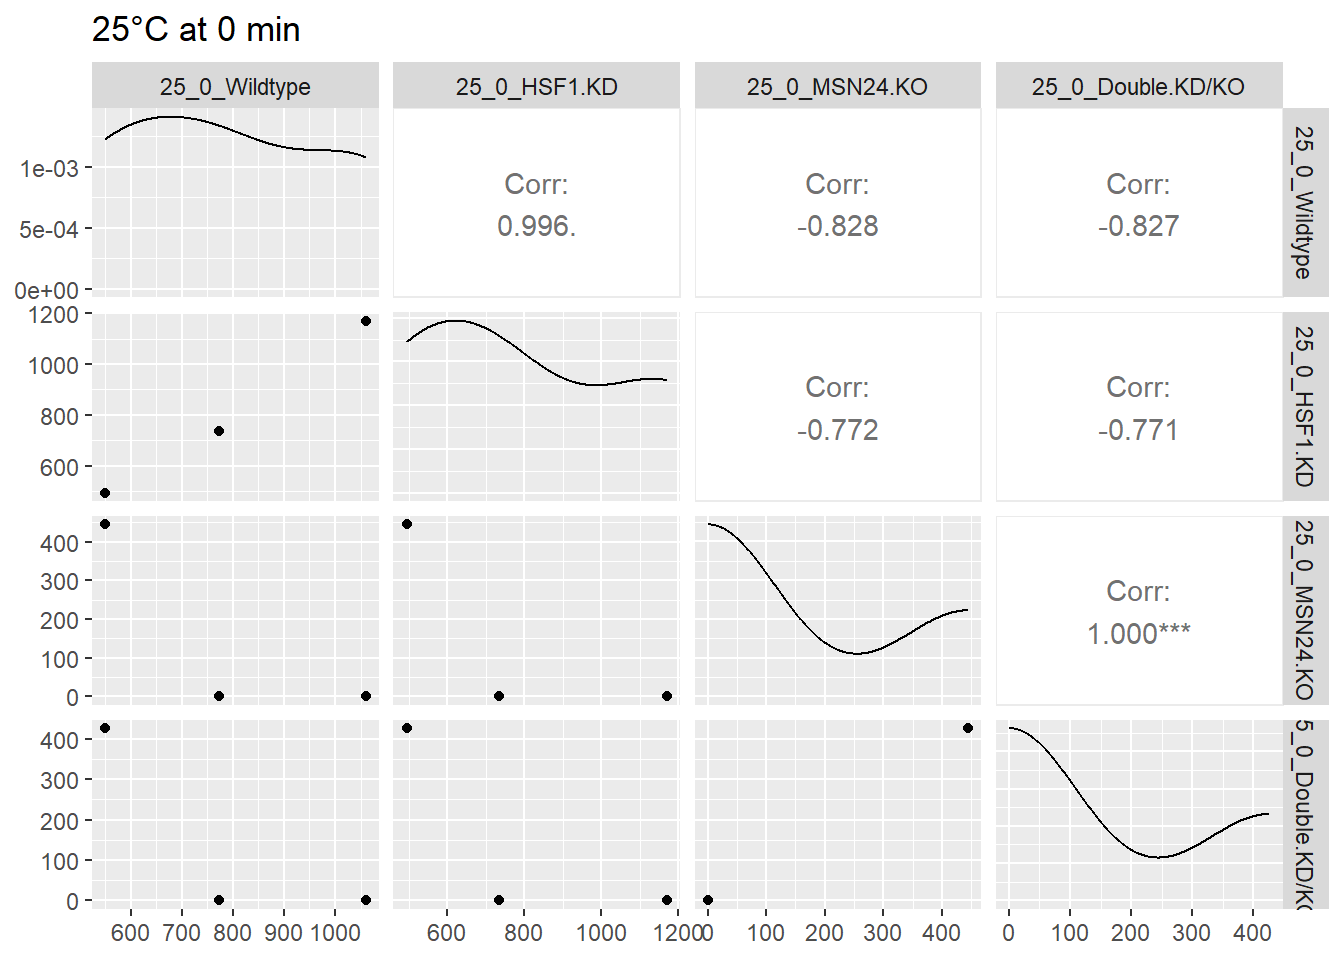 25°C at 0 min
25_0_Wildtype 25_0_HSF1.KD 25_0_MSN24.KO 25_0_Double.KD/KO
1e-03
5e-04
0e+00
Corr:
0.996.
Corr:
-0.828
Corr:
-0.827
25_0_Wildtype
1200
1000
800
600
Corr:
-0.772
Corr:
-0.771
25_0_HSF1.KD
400
300
200
100
0
Corr:
1.000***
25_0_MSN24.KO
400
300
200
100
0
5_0_Double.KD/KO
600 700 800 900 1000
600 800 1000 1200
0 100 200 300 400
0 100 200 300 400